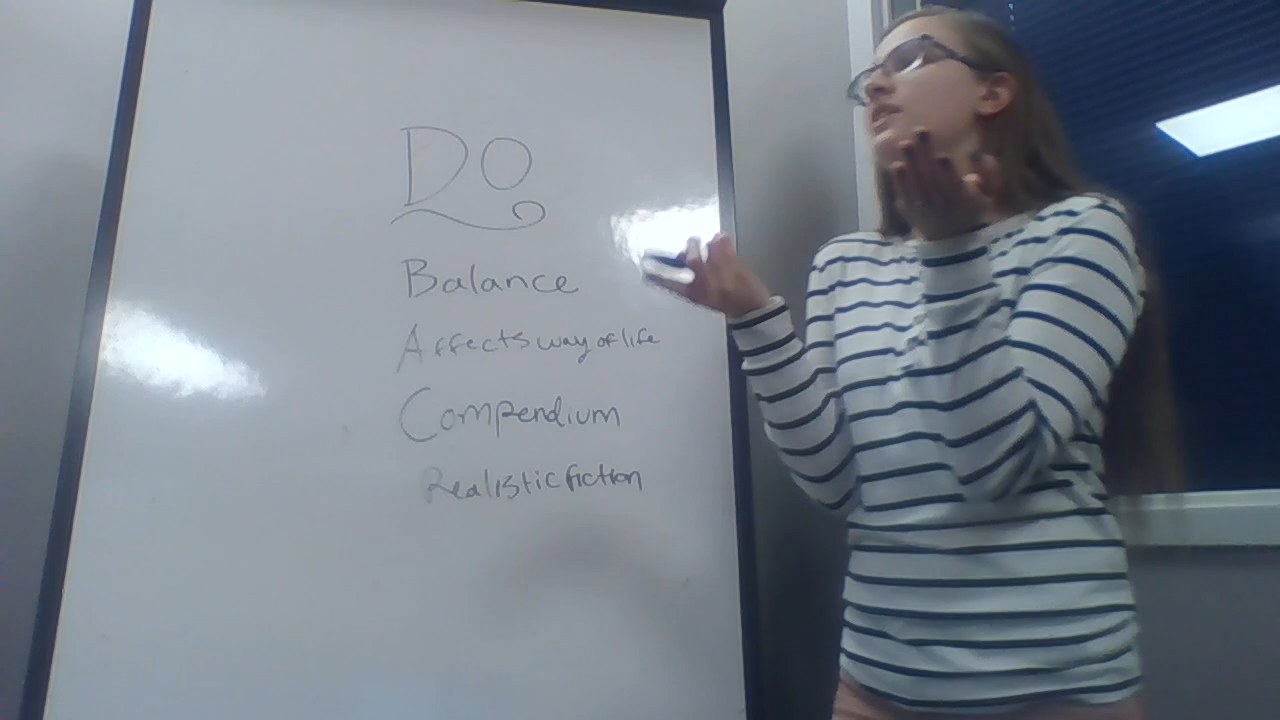 DO
Balance
Affects way of life
Compendium
Realistic fiction